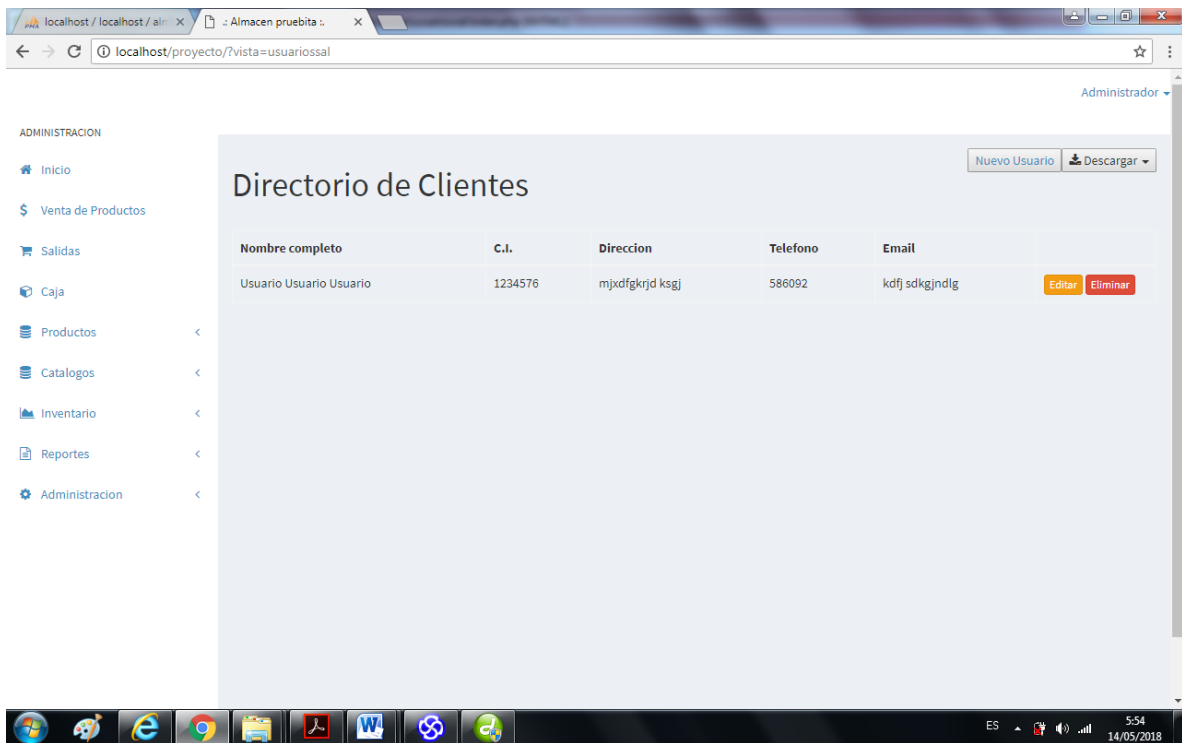 localhost / localhost / alm
.: Almacen pruebita :.
localhost/proyecto/?vista=usuariossal
Administrador
ADMINISTRACION
Inicio
Venta de Productos
Salidas
Caja
Productos
Catalogos
Inventario
Reportes
Administracion
Nuevo Usuario Descargar
Directorio de Clientes
Nombre completo C.I. Direccion Telefono Email
Usuario Usuario Usuario 1234576 mjxdfgkrjd ksgj 586092 kdfj sdkgjndlg Editar Eliminar
ES 5:54
14/05/2018